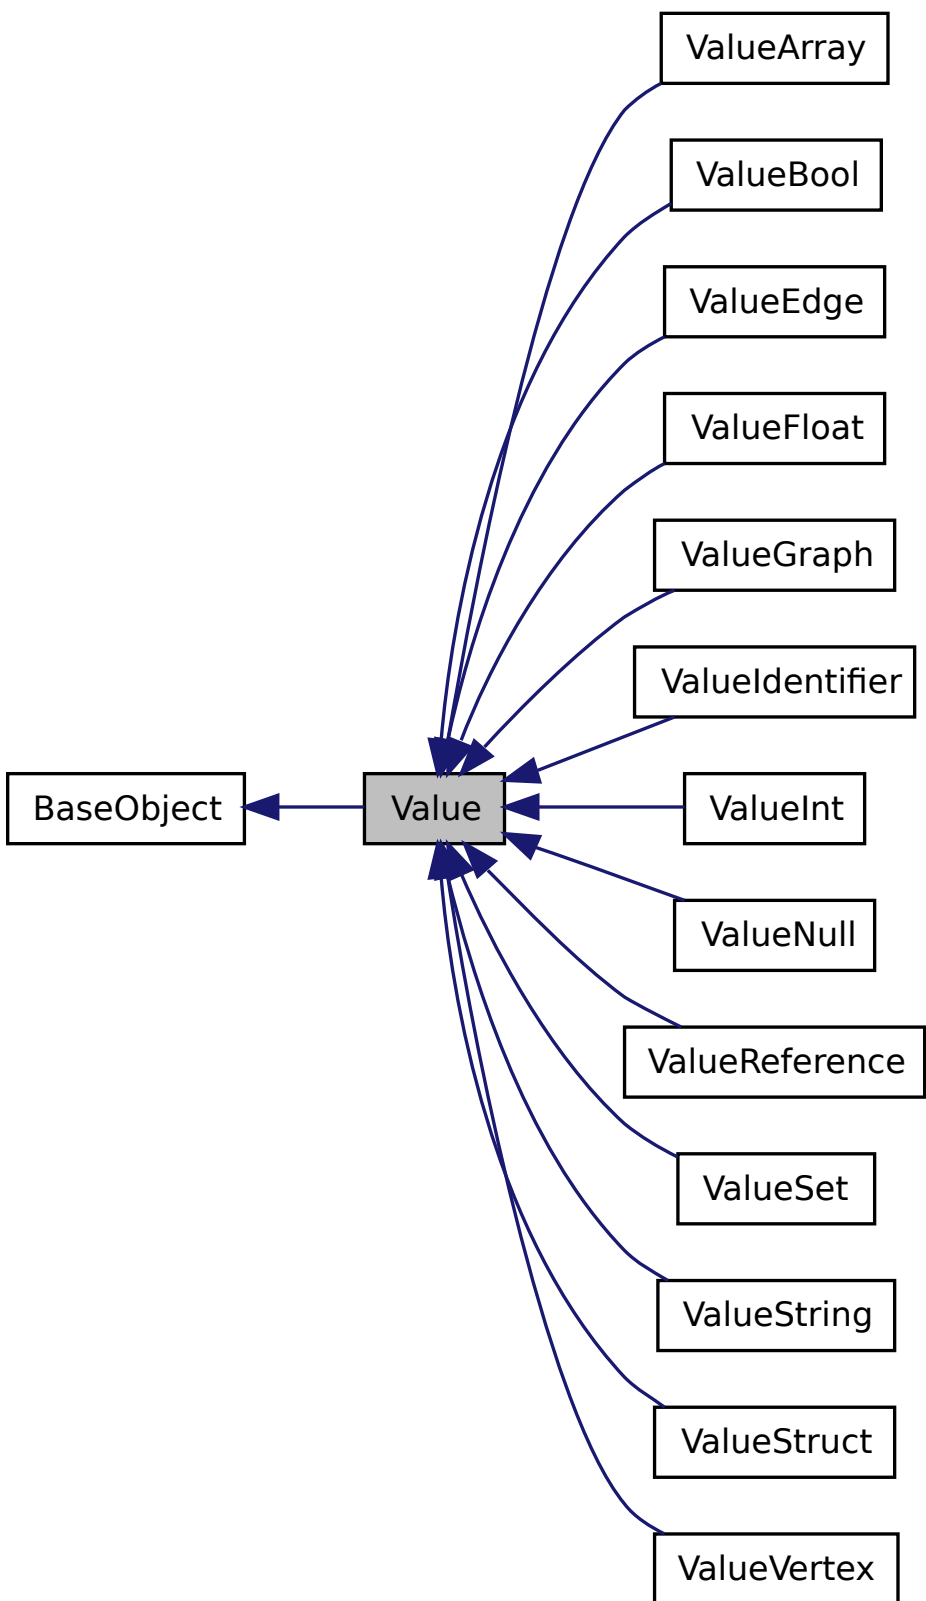 ValueArray
ValueBool
ValueEdge
ValueFloat
ValueGraph
ValueIdentifier
BaseObject
Value
ValueInt
ValueNull
ValueReference
ValueSet
ValueString
ValueStruct
ValueVertex